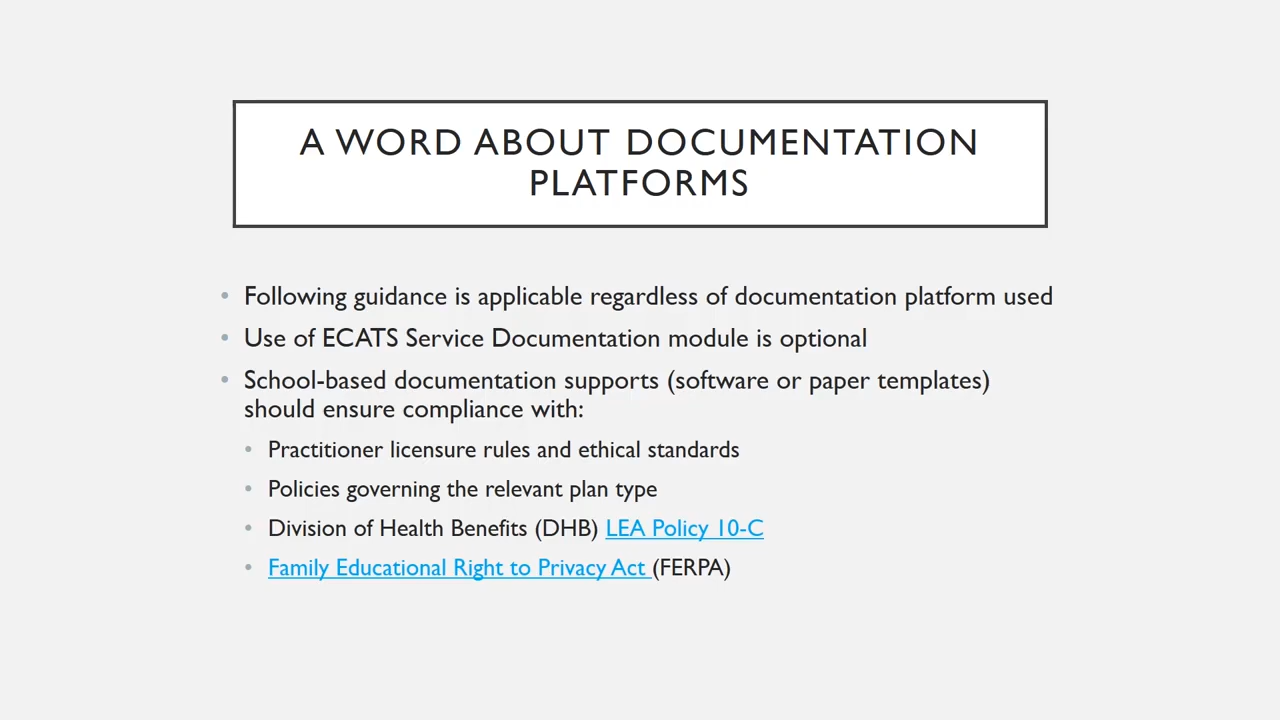 A WORD ABOUT DOCUMENTATION
PLATFORMS
• Following guidance is applicable regardless of documentation platform used
• Use of ECATS Service Documentation module is optional
• School-based documentation supports (software or paper templates)
should ensure compliance with:
• Practitioner licensure rules and ethical standards
• Policies governing the relevant plan type
• Division of Health Benefits (DHB) LEA Policy 10-C
• Family Educational Right to Privacy Act (FERPA)